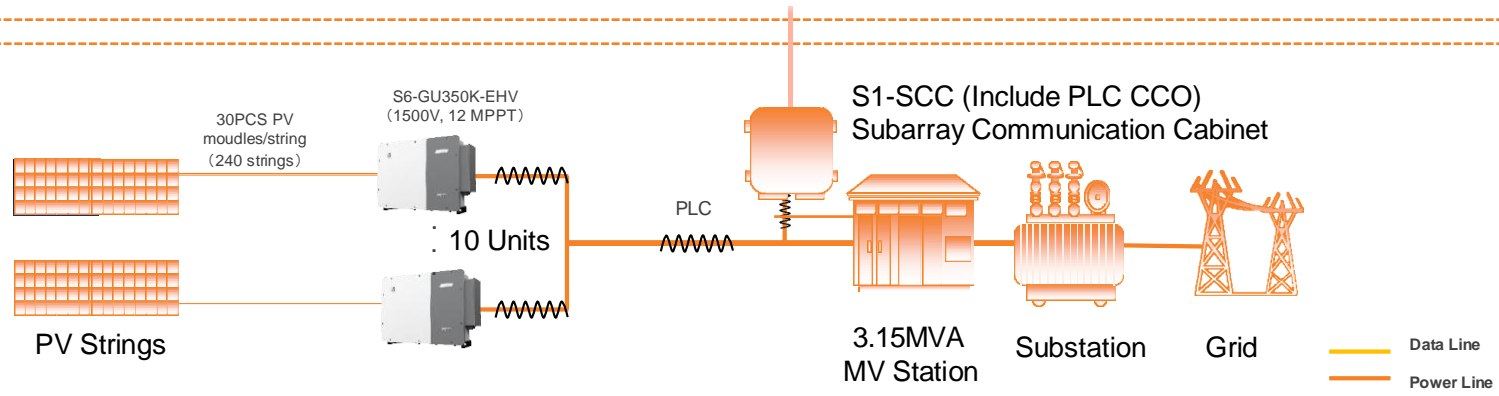 S1-SCC (Include PLC CCO)
Subarray Communication Cabinet
S6-GU350K-EHV
（1500V, 12 MPPT）
30PCS PV
moudles/string
（240 strings）
PLC
: 10 Units
PV Strings
3.15MVA
MV Station
Substation
Grid
Data Line
Power Line